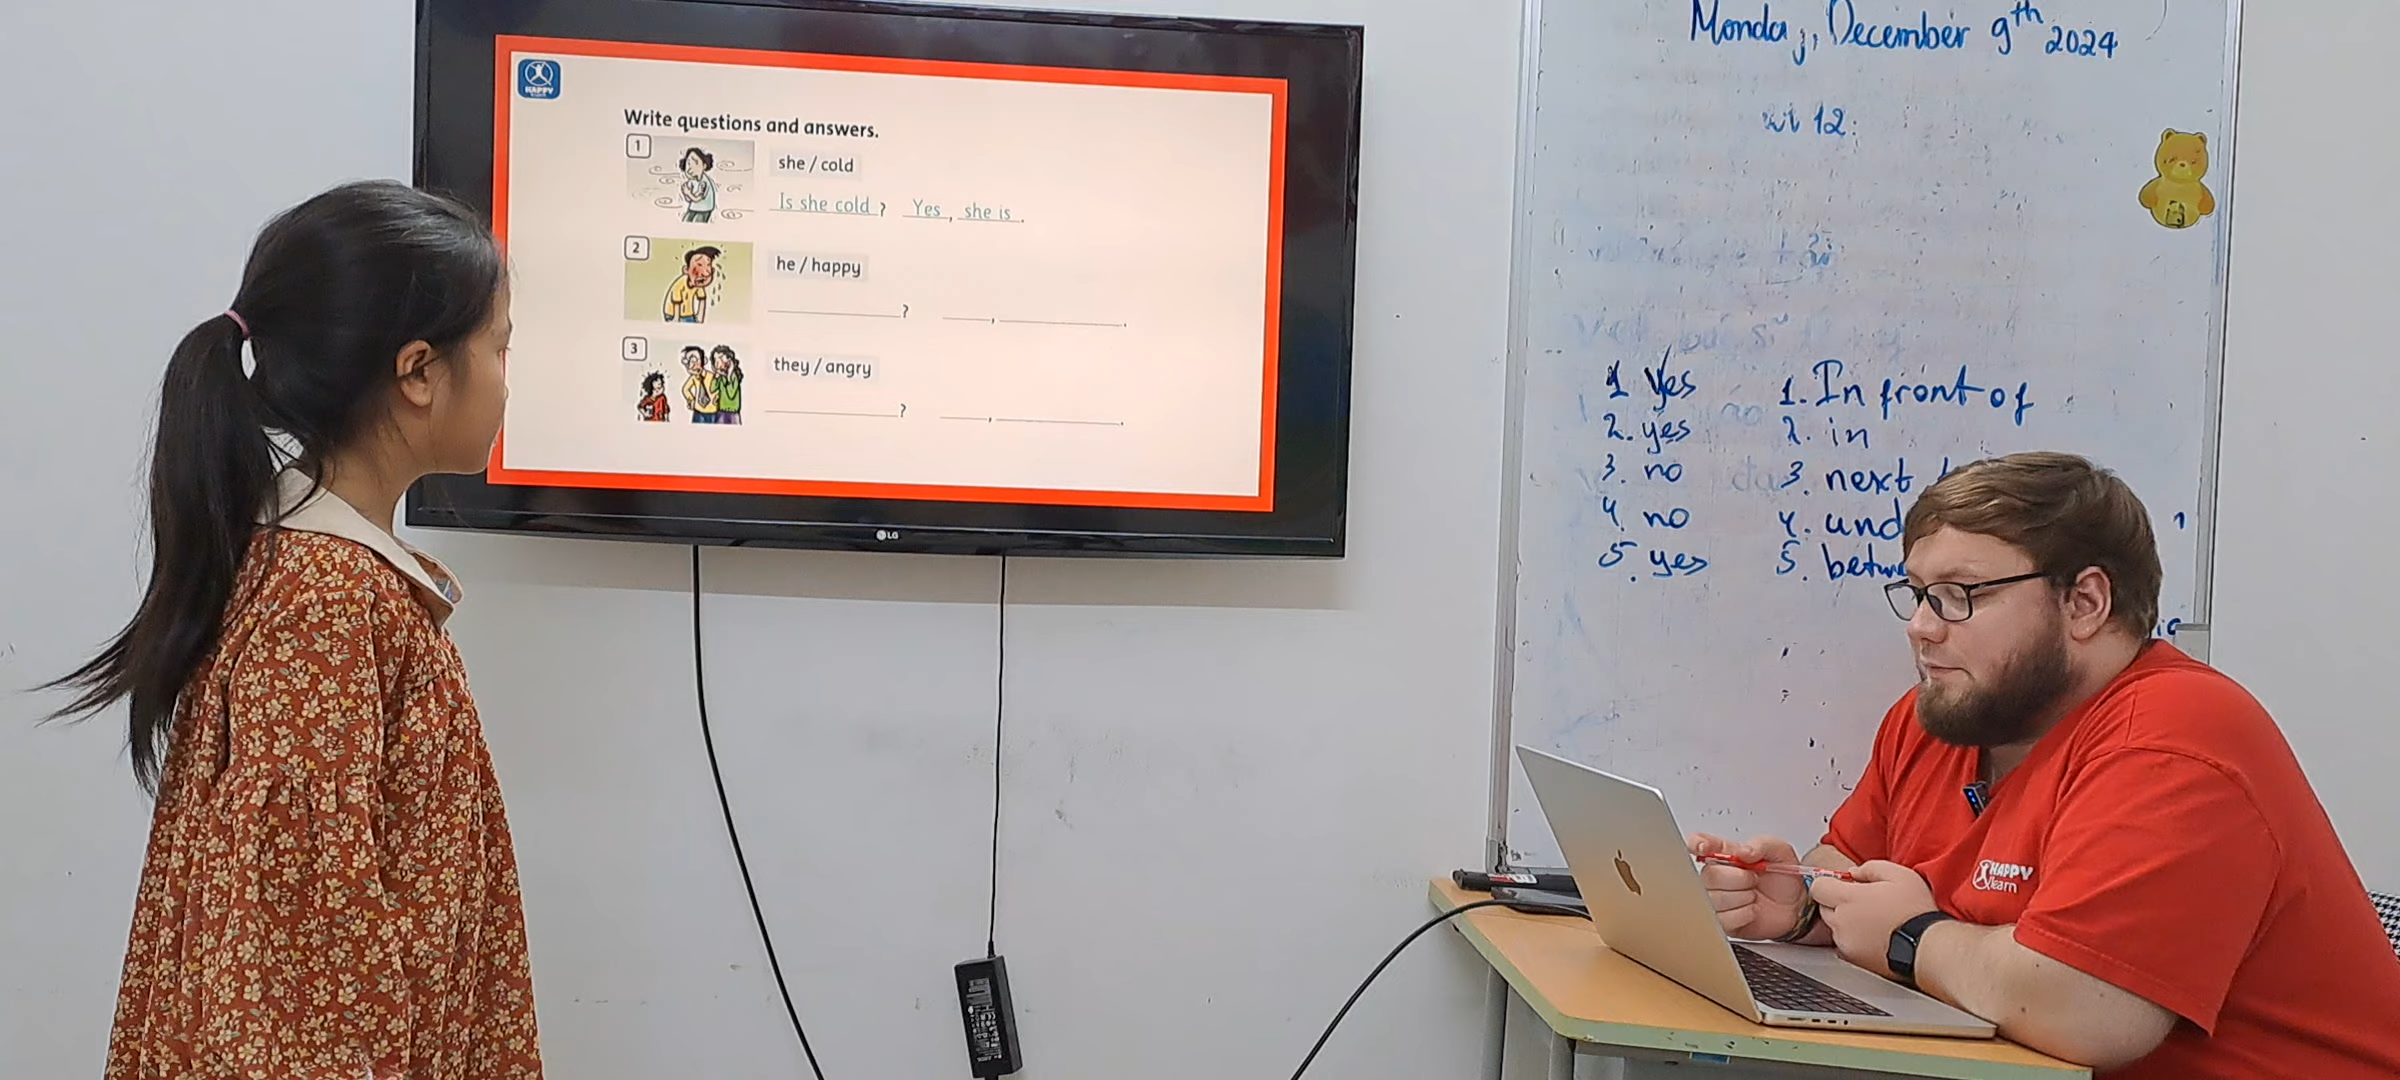 HAPPY
Write questions and answers.
1
she / cold
Is she cold ? Yes , she is .
2
he / happy
? , .
3
they / angry
? , .
LG
Monday, December 9th 2024
12:
1 Yes
2. yes
3. no
4. no
5. yes
1. In front of
2. in
3. next
4. und
5. betw
HAPPY
learn